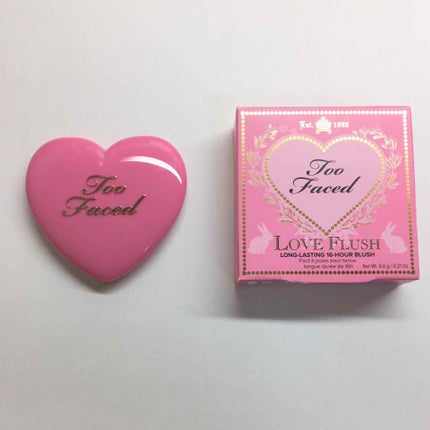 Too
Faced
Est. 1998
Too
Faced
LOVE FLUSH
LONG-LASTING 16-HOUR BLUSH
Fard à joues pour tenue
longue durée de 16h
Net Wt. 6.0 g / 0.21 Oz.